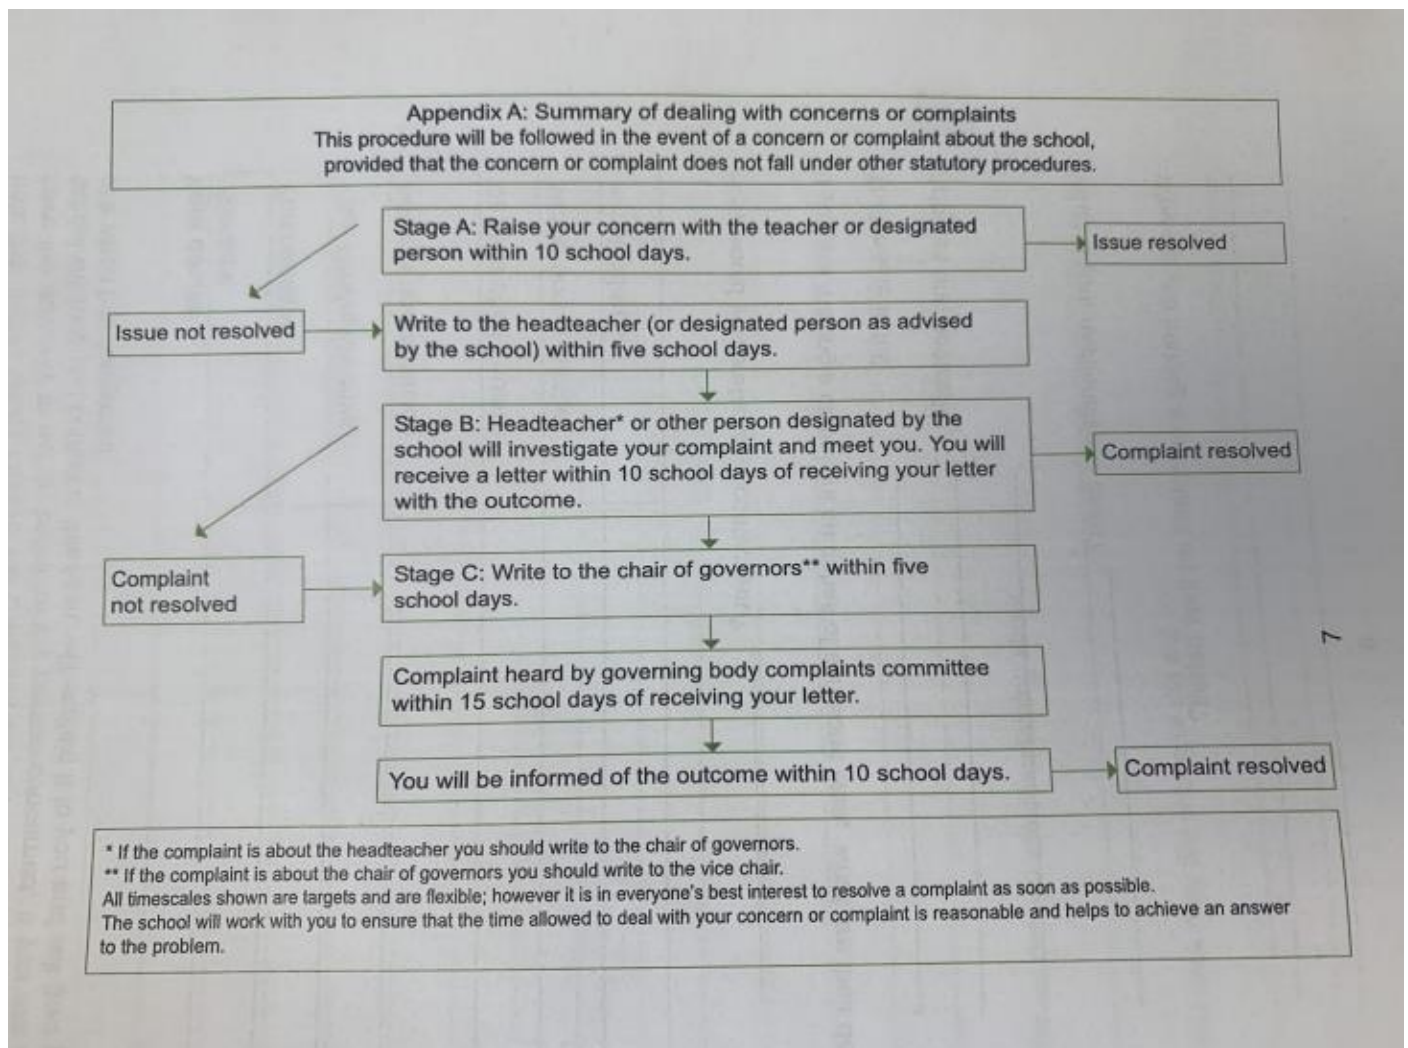 Appendix A: Summary of dealing with concerns or complaints
This procedure will be followed in the event of a concern or complaint about the school,
provided that the concern or complaint does not fall under other statutory procedures.
Stage A: Raise your concern with the teacher or designated
person within 10 school days.
Issue resolved
Issue not resolved
Write to the headteacher (or designated person as advised
by the school) within five school days.
Stage B: Headteacher* or other person designated by the
school will investigate your complaint and meet you. You will
receive a letter within 10 school days of receiving your letter
with the outcome.
Complaint resolved
Complaint
not resolved
Stage C: Write to the chair of governors** within five
school days.
Complaint heard by governing body complaints committee
within 15 school days of receiving your letter.
You will be informed of the outcome within 10 school days.
Complaint resolved
* If the complaint is about the headteacher you should write to the chair of governors.
** If the complaint is about the chair of governors you should write to the vice chair.
All timescales shown are targets and are flexible; however it is in everyone's best interest to resolve a complaint as soon as possible.
The school will work with you to ensure that the time allowed to deal with your concern or complaint is reasonable and helps to achieve an answer
to the problem.
7